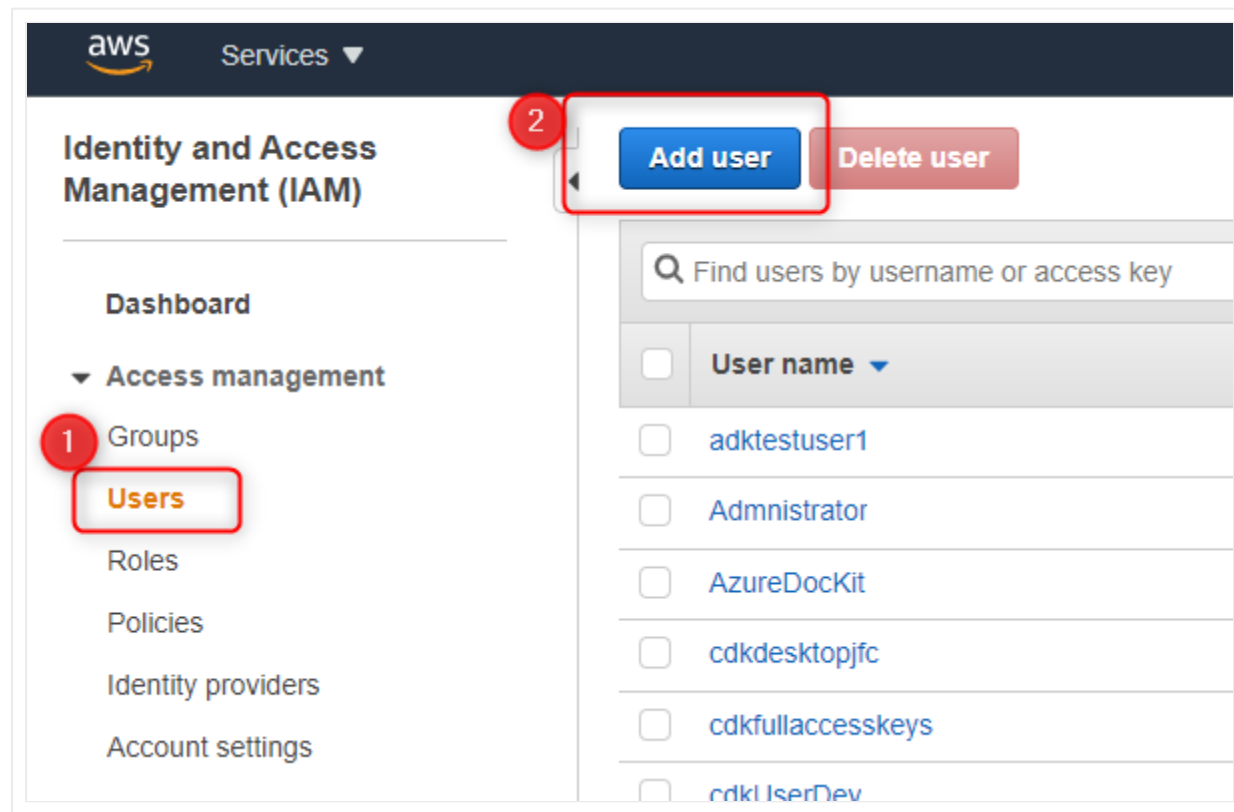 aws Services
2
Identity and Access
Management (IAM)
Add user Delete user
Find users by username or access key
Dashboard
User name
Access management
1
Groups
adktestuser1
Users
Admnistrator
Roles
AzureDocKit
Policies
cdkdesktopjfc
Identity providers
cdkfullaccesskeys
Account settings
cdkUserDev